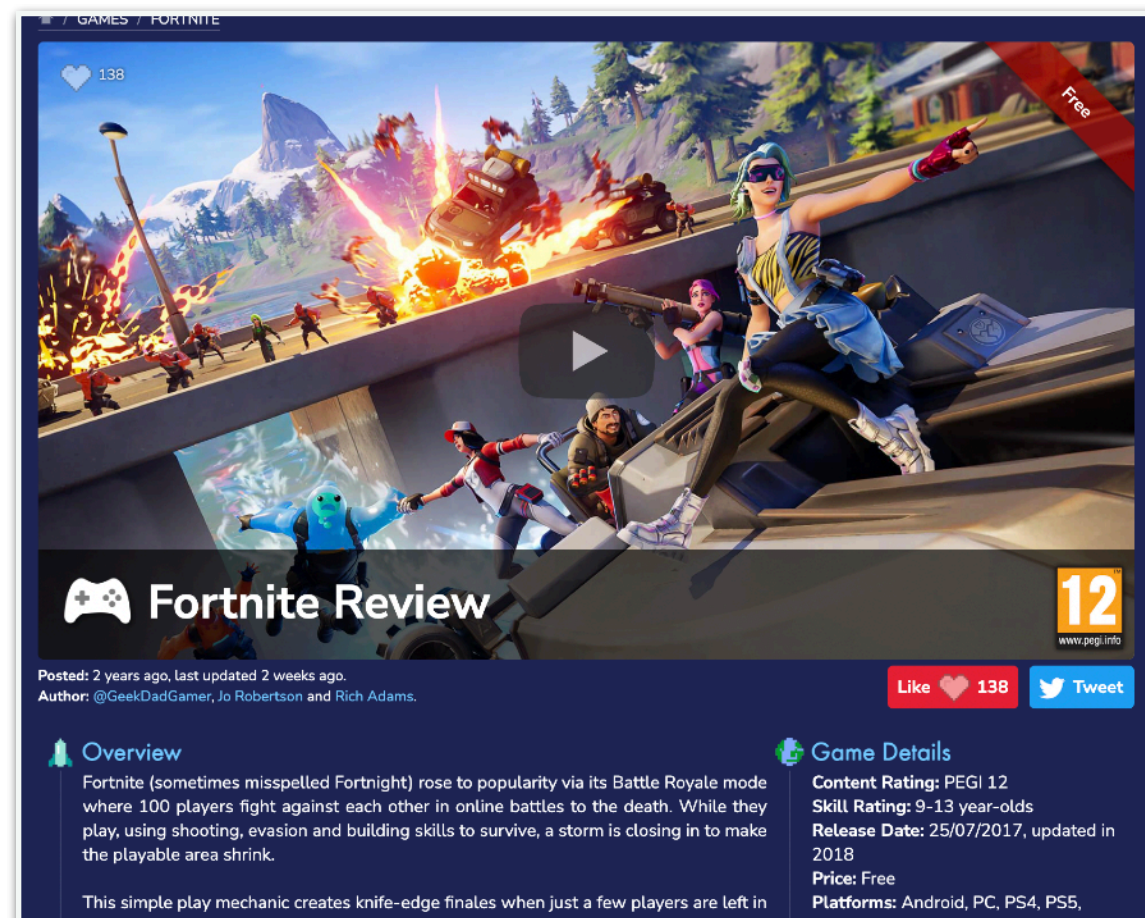 / GAMES / FORTNITE
138
Free
Fortnite Review
12
www.pegi.info
Posted: 2 years ago, last updated 2 weeks ago.
Author: @GeekDadGamer, Jo Robertson and Rich Adams.
Like 138
Tweet
Overview
Fortnite (sometimes misspelled Fortnight) rose to popularity via its Battle Royale mode
where 100 players fight against each other in online battles to the death. While they
play, using shooting, evasion and building skills to survive, a storm is closing in to make
the playable area shrink.
This simple play mechanic creates knife-edge finales when just a few players are left in
Game Details
Content Rating: PEGI 12
Skill Rating: 9-13 year-olds
Release Date: 25/07/2017, updated in
2018
Price: Free
Platforms: Android, PC, PS4, PS5,